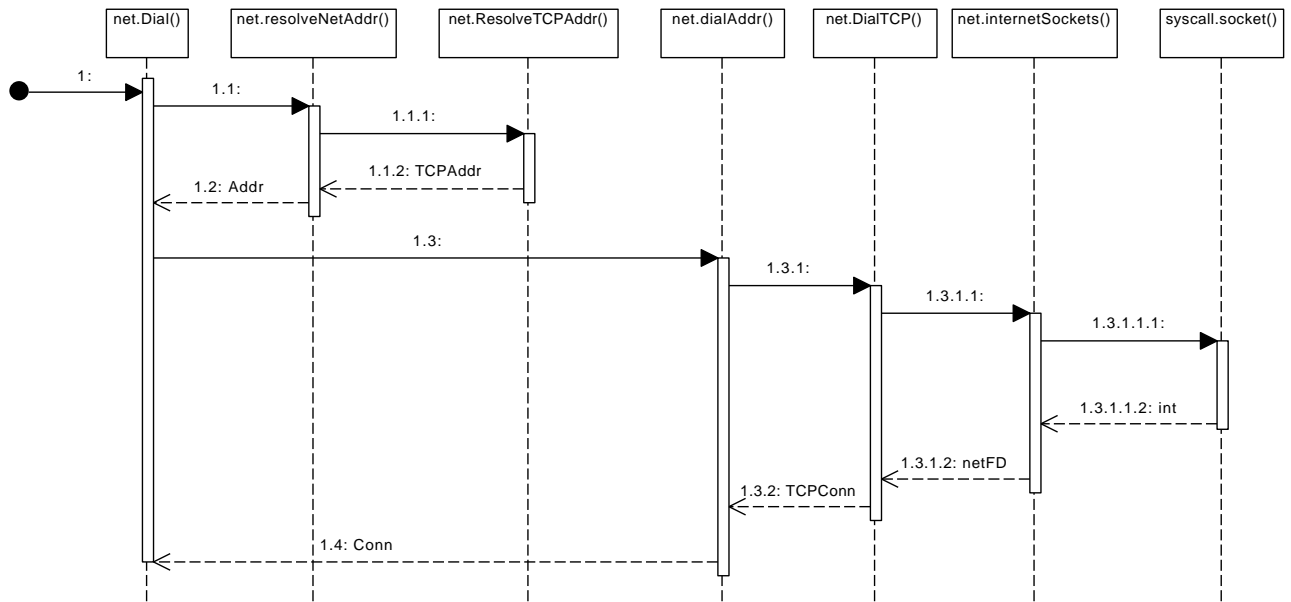 net.Dial()
net.resolveNetAddr()
net.ResolveTCPAddr()
net.dialAddr()
net.DialTCP()
net.internetSockets()
syscall.socket()
1:
1.1:
1.1.1:
1.1.2: TCPAddr
1.2: Addr
1.3:
1.3.1:
1.3.1.1:
1.3.1.1.1:
1.3.1.1.2: int
1.3.1.2: netFD
1.3.2: TCPConn
1.4: Conn